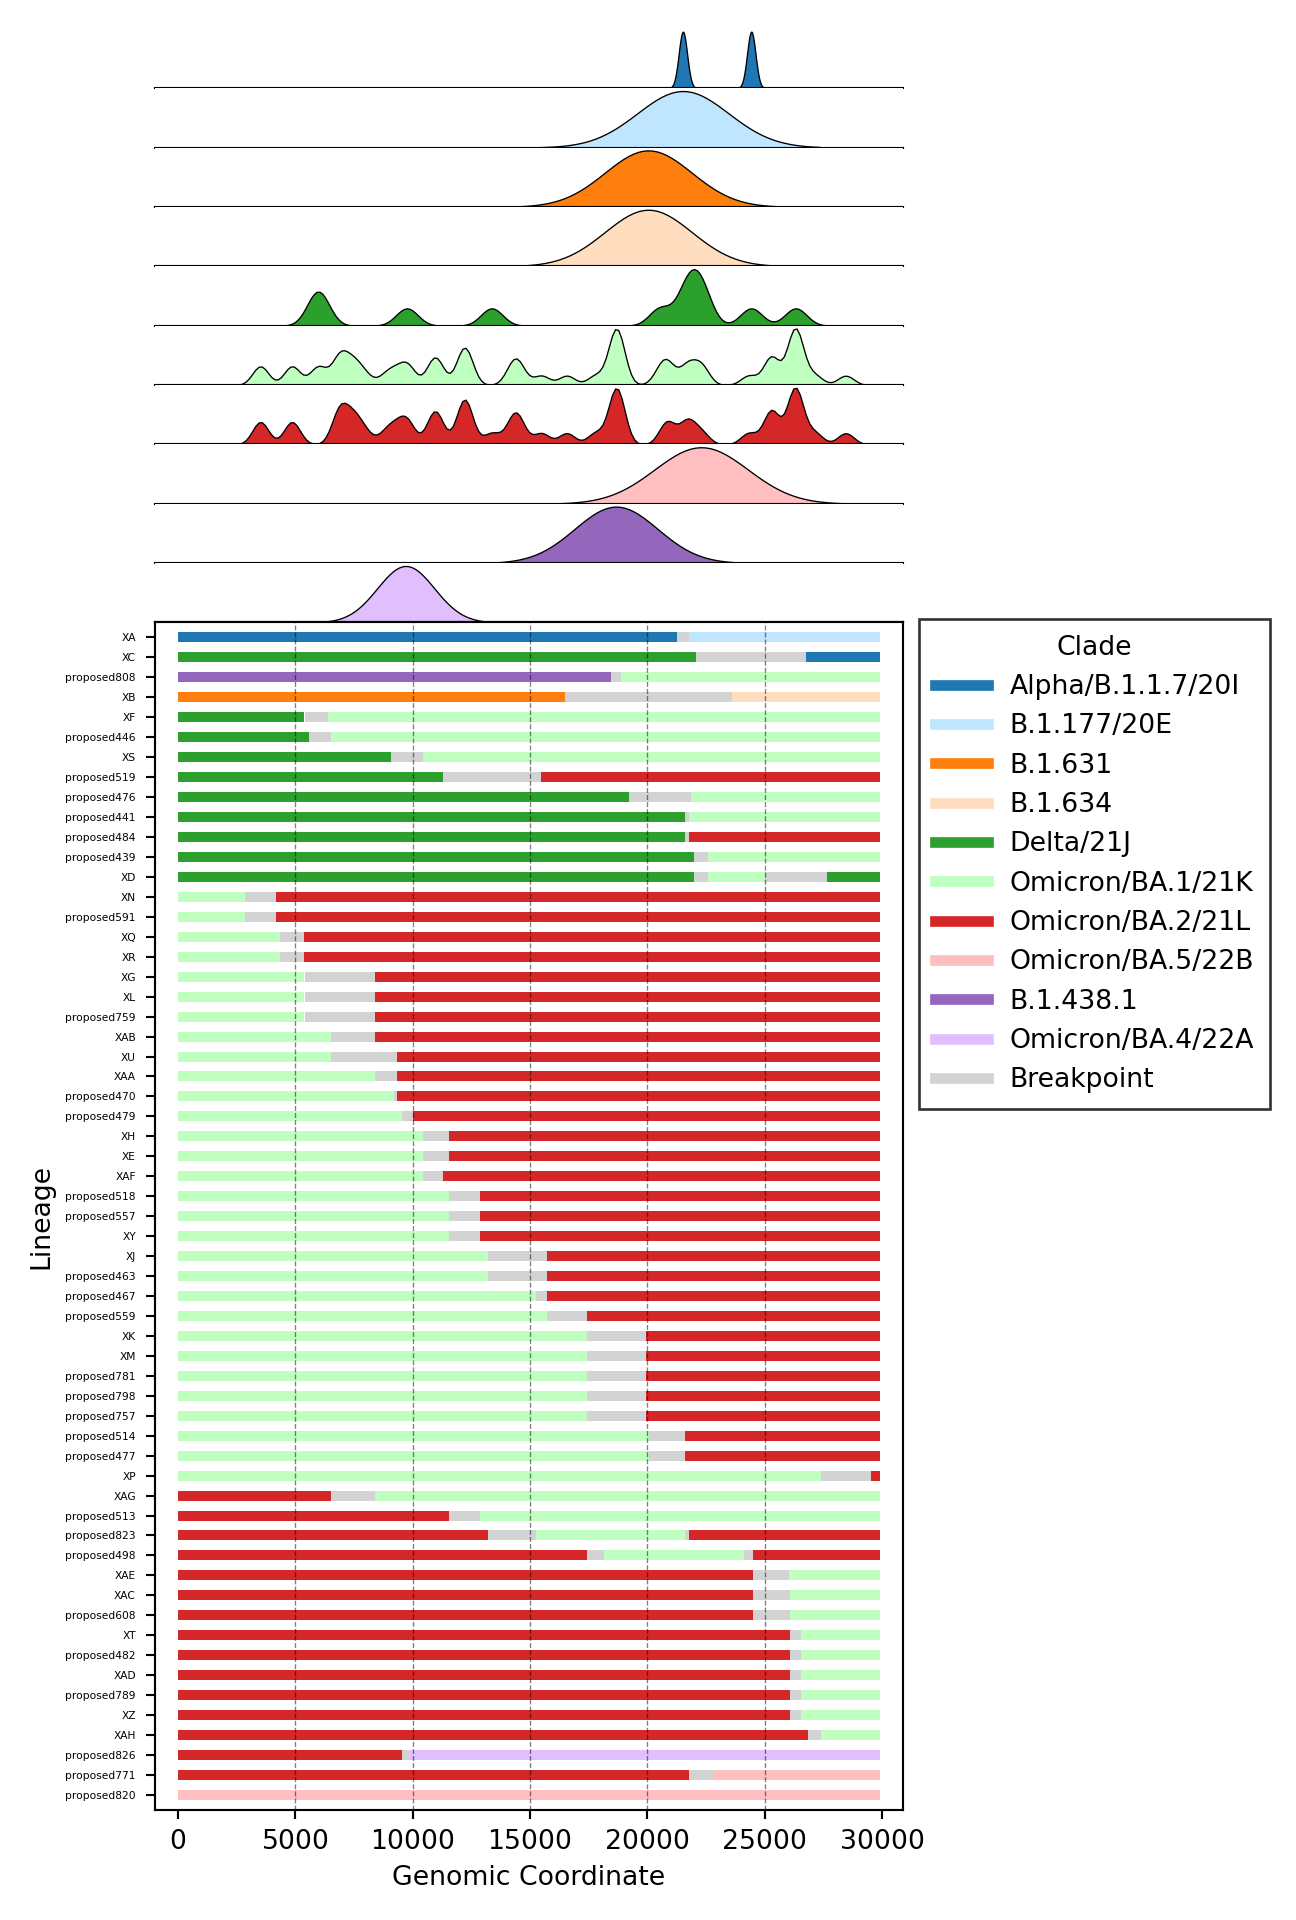 XA
XC
proposed808
XB
XF
proposed446
XS
proposed519
proposed476
proposed441
proposed484
proposed439
XD
XN
proposed591
XQ
XR
XG
XL
proposed759
XAB
XU
XAA
proposed470
proposed479
XH
XE
XAF
proposed518
proposed557
XY
XJ
proposed463
proposed467
proposed559
XK
XM
proposed781
proposed798
proposed757
proposed514
proposed477
XP
XAG
proposed513
proposed823
proposed498
XAE
XAC
proposed608
XT
proposed482
XAD
proposed789
XZ
XAH
proposed826
proposed771
proposed820
Lineage
0 5000 10000 15000 20000 25000 30000
Genomic Coordinate
Clade
Alpha/B.1.1.7/20I
B.1.177/20E
B.1.631
B.1.634
Delta/21J
Omicron/BA.1/21K
Omicron/BA.2/21L
Omicron/BA.5/22B
B.1.438.1
Omicron/BA.4/22A
Breakpoint